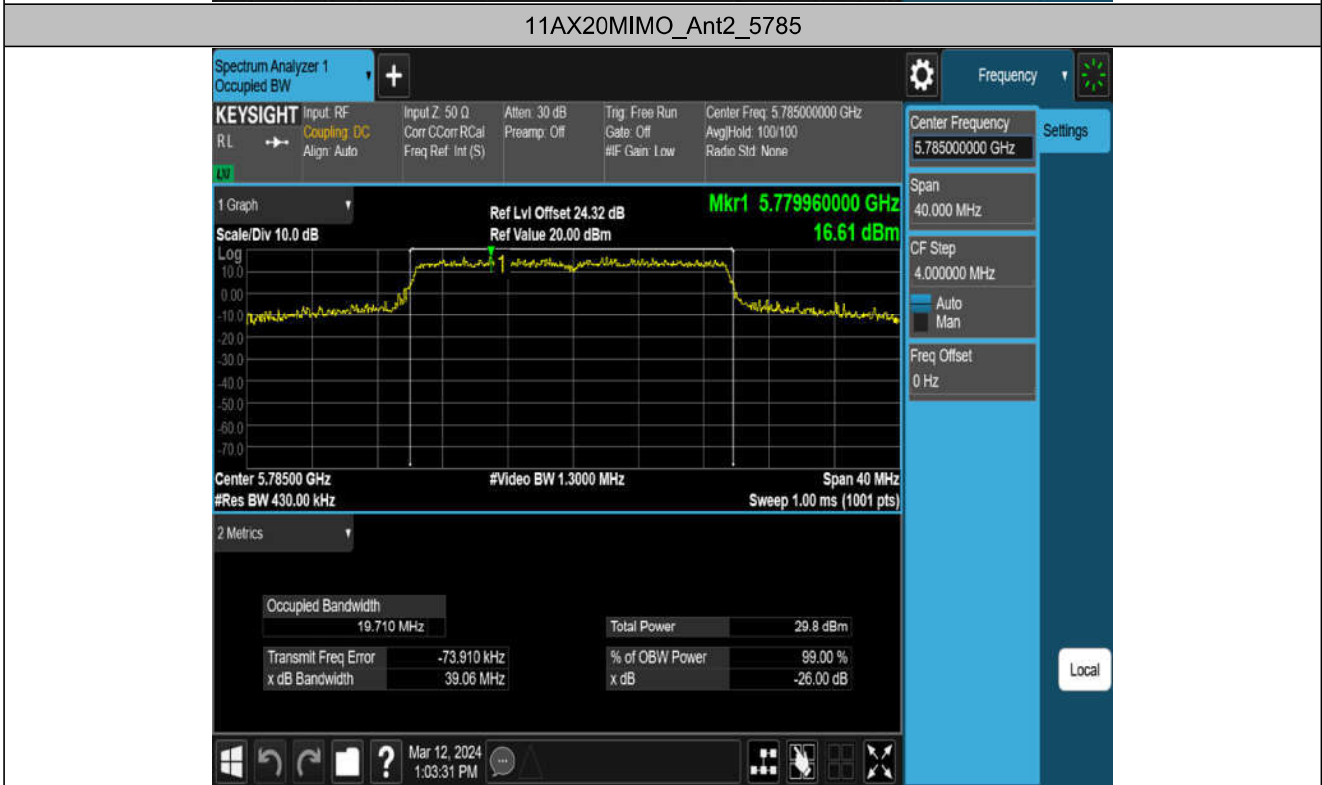 11AX20MIMO_Ant2_5785
Spectrum Analyzer 1
Occupied BW
Frequency
KEYSIGHT
RL
Input: RF
Coupling: DC
Align: Auto
Input Z: 50 Ω
Corr CCorr RCal
Freq Ref: Int (S)
Atten: 30 dB
Preamp: Off
Trig: Free Run
Gate: Off
#IF Gain: Low
Center Freq: 5.785000000 GHz
Avg|Hold: 100/100
Radio Std: None
Center Frequency
5.785000000 GHz
Settings
Span
40.000 MHz
CF Step
4.000000 MHz
Auto
Man
Freq Offset
0 Hz
1 Graph
Scale/Div 10.0 dB
Ref Lvl Offset 24.32 dB
Ref Value 20.00 dBm
Mkr1 5.779960000 GHz
16.61 dBm
Log
10.0
0.00
-10.0
-20.0
-30.0
-40.0
-50.0
-60.0
-70.0
1
Center 5.78500 GHz
#Video BW 1.3000 MHz
Span 40 MHz
#Res BW 430.00 kHz
Sweep 1.00 ms (1001 pts)
2 Metrics
Occupied Bandwidth
19.710 MHz
Total Power 29.8 dBm
Transmit Freq Error -73.910 kHz
% of OBW Power 99.00 %
x dB Bandwidth 39.06 MHz
x dB -26.00 dB
Local
?
Mar 12, 2024
1:03:31 PM